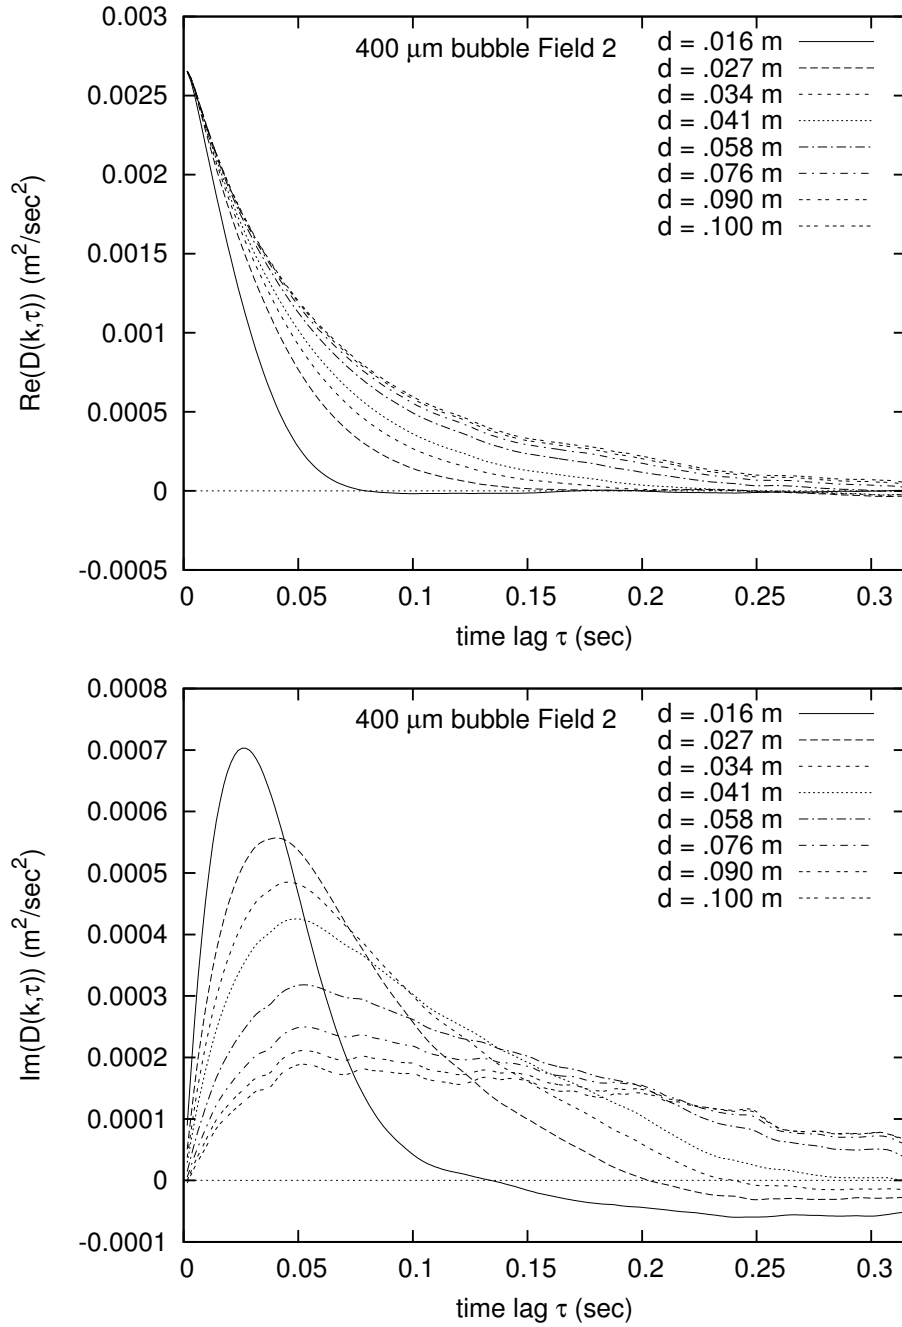 0.003
400 μm bubble Field 2
d = .016 m
d = .027 m
d = .034 m
d = .041 m
d = .058 m
d = .076 m
d = .090 m
d = .100 m
0.0025
0.002
0.0015
0.001
0.0005
0
-0.0005
Re(D(k,τ)) (m²/sec²)
0 0.05 0.1 0.15 0.2 0.25 0.3
time lag τ (sec)
0.0008
400 μm bubble Field 2
d = .016 m
d = .027 m
d = .034 m
d = .041 m
d = .058 m
d = .076 m
d = .090 m
d = .100 m
0.0007
0.0006
0.0005
0.0004
0.0003
0.0002
0.0001
0
-0.0001
Im(D(k,τ)) (m²/sec²)
0 0.05 0.1 0.15 0.2 0.25 0.3
time lag τ (sec)